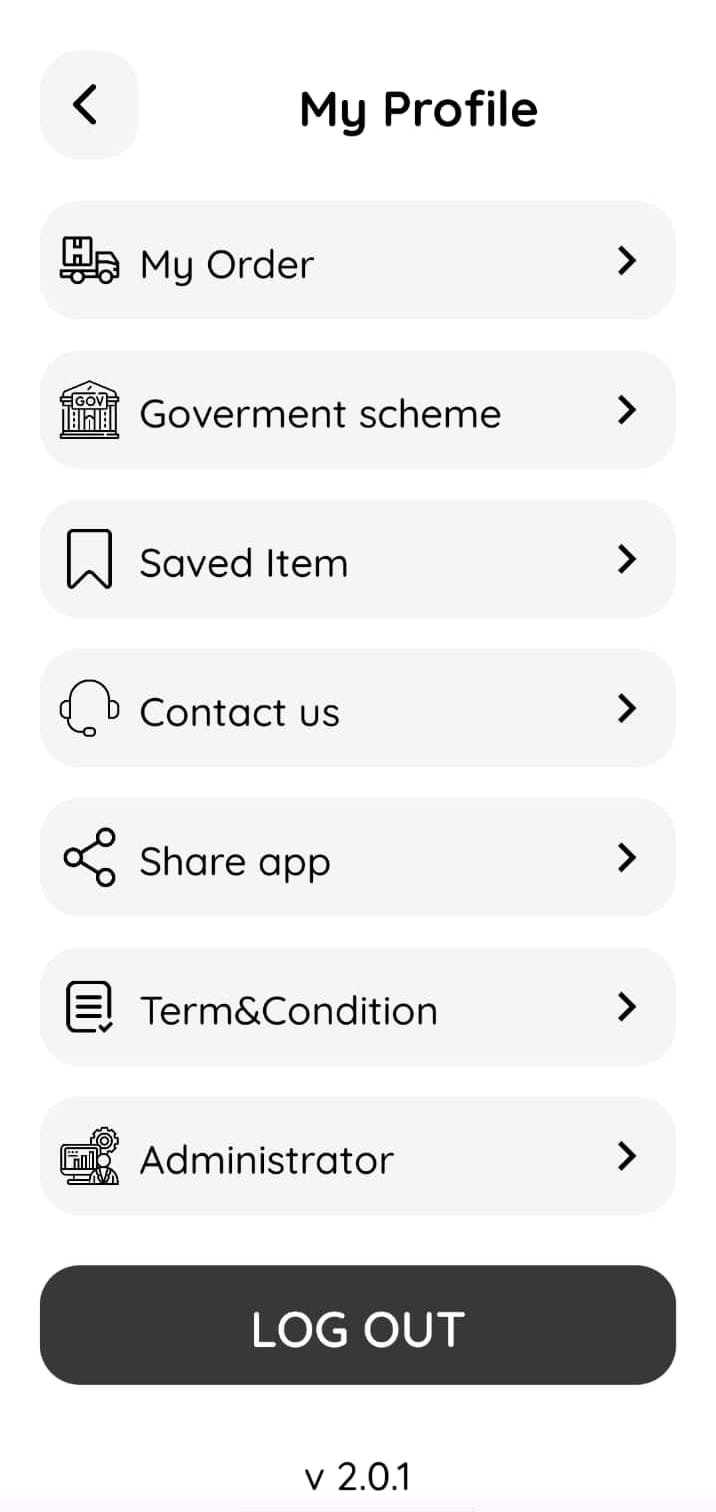 My Profile
My Order
GOV
Goverment scheme
Saved Item
Contact us
Share app
Term&Condition
Administrator
LOG OUT
v 2.0.1